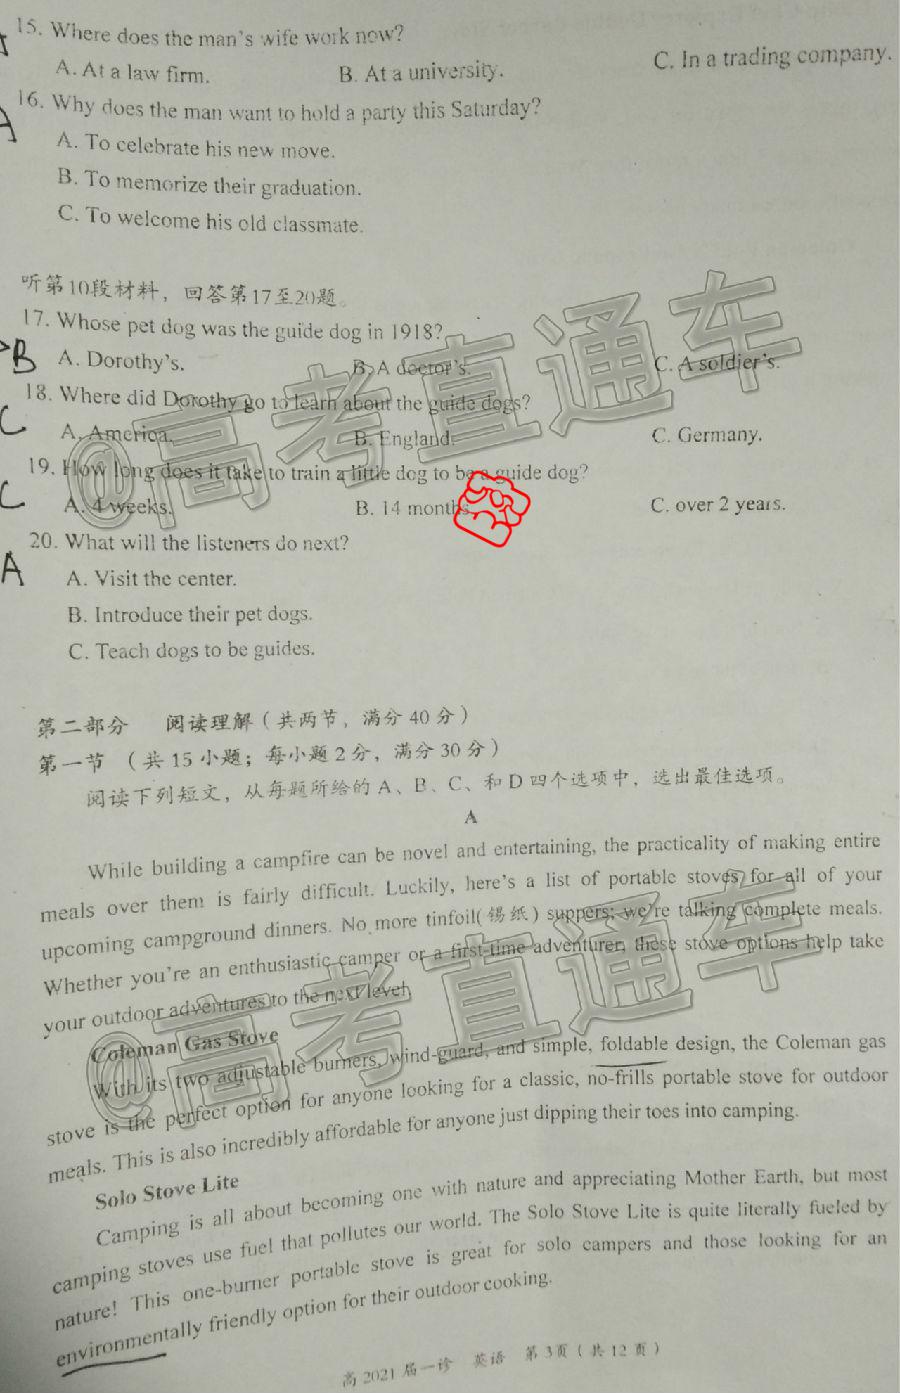 15. Where does the man's wife work now?
A. At a law firm. B. At a university. C. In a trading company.
16. Why does the man want to hold a party this Saturday?
A
A. To celebrate his new move.
B. To memorize their graduation.
C. To welcome his old classmate.
听第10段材料，回答第17至20题。
17. Whose pet dog was the guide dog in 1918?
B A. Dorothy's. B. A doctor's. C. A soldier's.
18. Where did Dorothy go to learn about the guide dogs?
C A. America. B. England. C. Germany.
19. How long does it take to train a little dog to be a guide dog?
C A. 4 weeks. B. 14 months. C. over 2 years.
20. What will the listeners do next?
A A. Visit the center.
B. Introduce their pet dogs.
C. Teach dogs to be guides.
@高考直通车
第二部分 阅读理解（共两节，满分 40 分）
第一节 （共 15 小题；每小题 2 分，满分 30 分）
阅读下列短文，从每题所给的 A、B、C、和 D 四个选项中，选出最佳选项。
A
While building a campfire can be novel and entertaining, the practicality of making entire
meals over them is fairly difficult. Luckily, here's a list of portable stoves for all of your
upcoming campground dinners. No more tinfoil(锡纸) suppers; we're talking complete meals.
Whether you're an enthusiastic camper or a first-time adventurer, these stove options help take
your outdoor adventures to the next level.
Coleman Gas Stove
With its two adjustable burners, wind-guard, and simple, foldable design, the Coleman gas
stove is the perfect option for anyone looking for a classic, no-frills portable stove for outdoor
meals. This is also incredibly affordable for anyone just dipping their toes into camping.
@高考直通车
Solo Stove Lite
Camping is all about becoming one with nature and appreciating Mother Earth, but most
camping stoves use fuel that pollutes our world. The Solo Stove Lite is quite literally fueled by
nature! This one-burner portable stove is great for solo campers and those looking for an
environmentally friendly option for their outdoor cooking.
高 2021 届一诊 英语 第 3页（共 12 页）